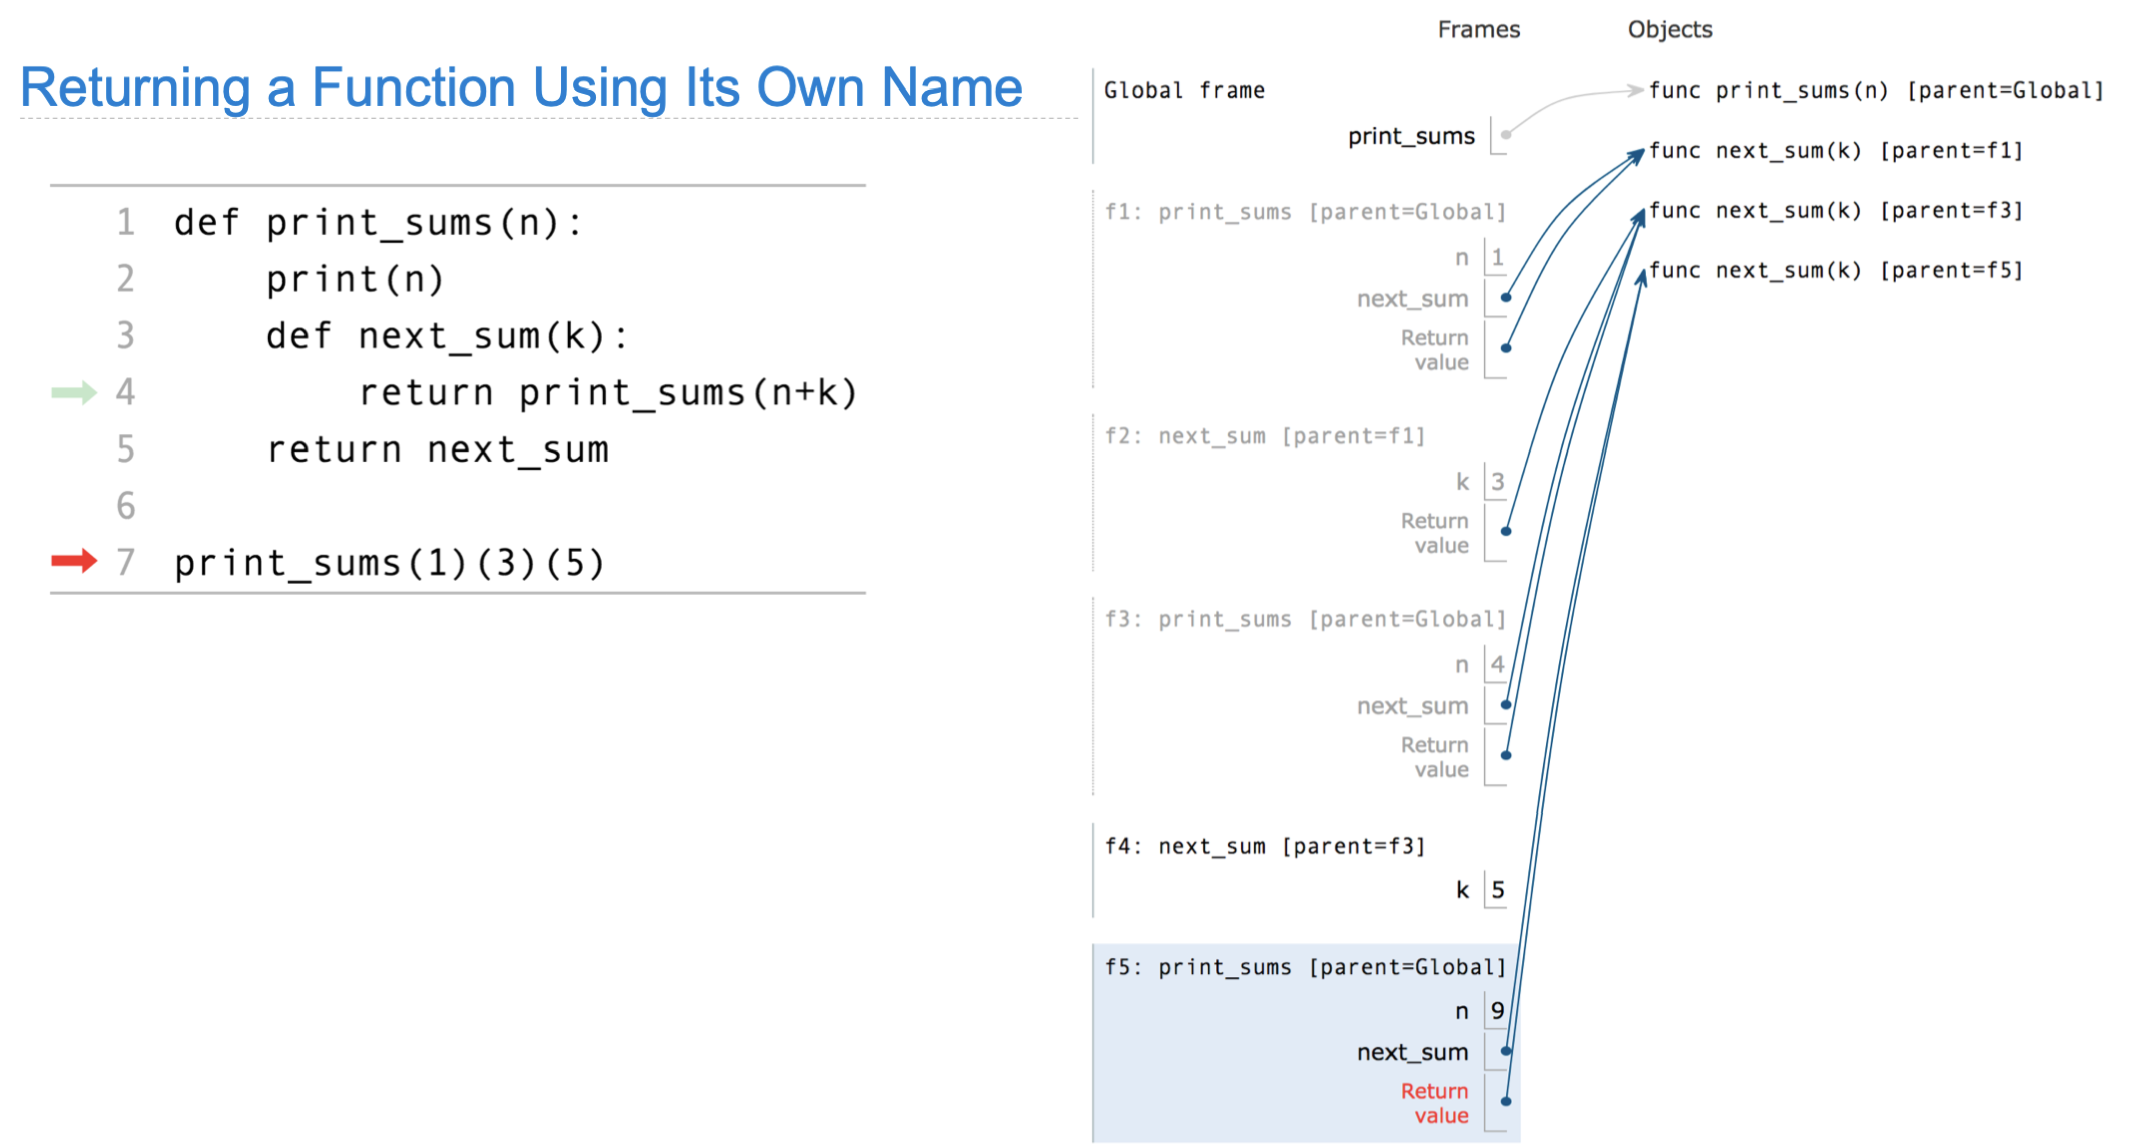 Returning a Function Using Its Own Name
1 def print_sums(n):
2     print(n)
3     def next_sum(k):
4         return print_sums(n+k)
5     return next_sum
6
7 print_sums(1)(3)(5)
Frames Objects
Global frame
print_sums
func print_sums(n) [parent=Global]
func next_sum(k) [parent=f1]
func next_sum(k) [parent=f3]
func next_sum(k) [parent=f5]
f1: print_sums [parent=Global]
n 1
next_sum
Return
value
f2: next_sum [parent=f1]
k 3
Return
value
f3: print_sums [parent=Global]
n 4
next_sum
Return
value
f4: next_sum [parent=f3]
k 5
f5: print_sums [parent=Global]
n 9
next_sum
Return
value